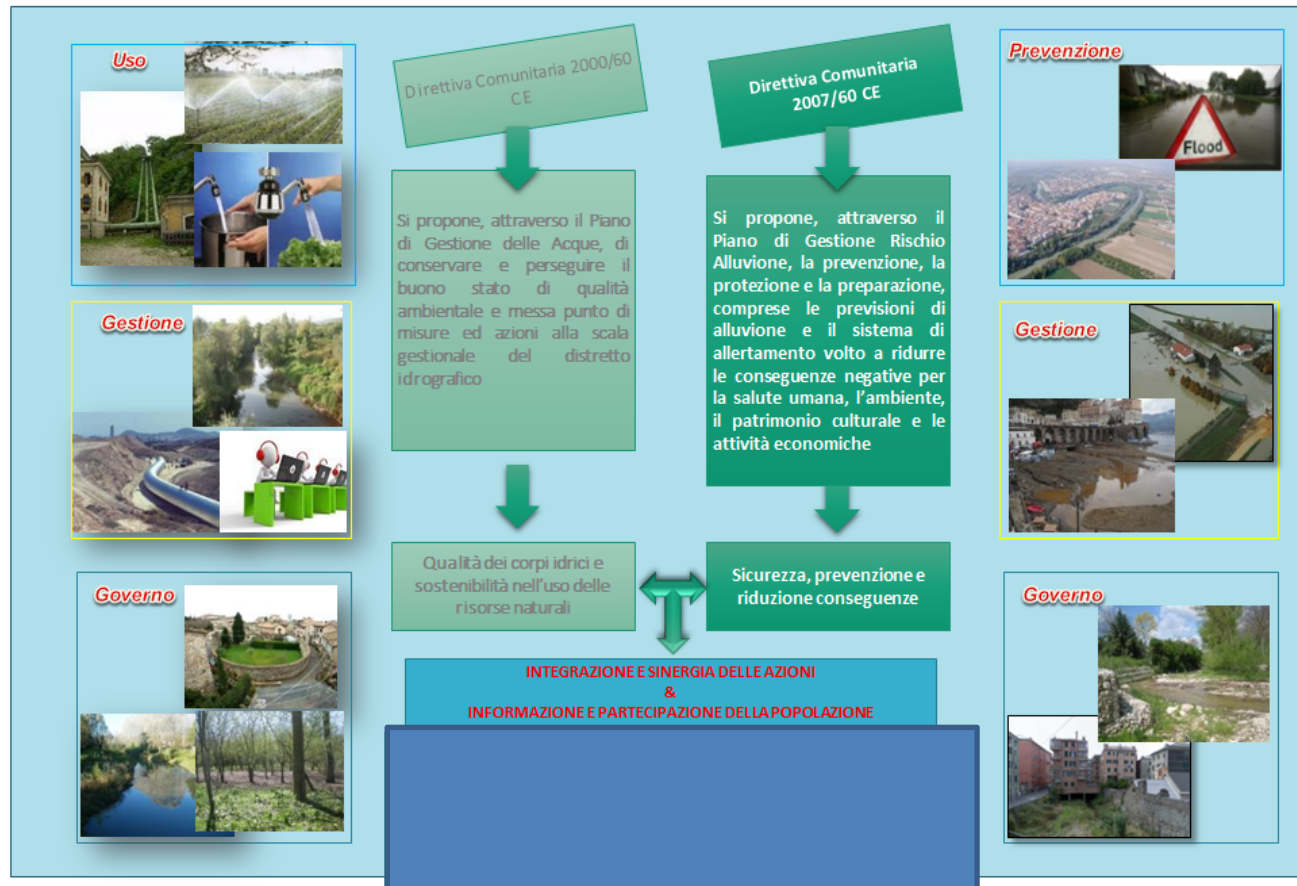 Uso
Direttiva Comunitaria 2000/60
CE
Direttiva Comunitaria
2007/60 CE
Prevenzione
Flood
Si propone, attraverso il Piano
di Gestione delle Acque, di
conservare e perseguire il
buono stato di qualità
ambientale e messa punto di
misure ed azioni alla scala
gestionale del distretto
idrografico
Si propone, attraverso il
Piano di Gestione Rischio
Alluvione, la prevenzione, la
protezione e la preparazione,
comprese le previsioni di
alluvione e il sistema di
allertamento volto a ridurre
le conseguenze negative per
la salute umana, l'ambiente,
il patrimonio culturale e le
attività economiche
Gestione
Gestione
Qualità dei corpi idrici e
sostenibilità nell'uso delle
risorse naturali
Sicurezza, prevenzione e
riduzione conseguenze
Governo
Governo
INTEGRAZIONE E SINERGIA DELLE AZIONI
&
INFORMAZIONE E PARTECIPAZIONE DELLA POPOLAZIONE